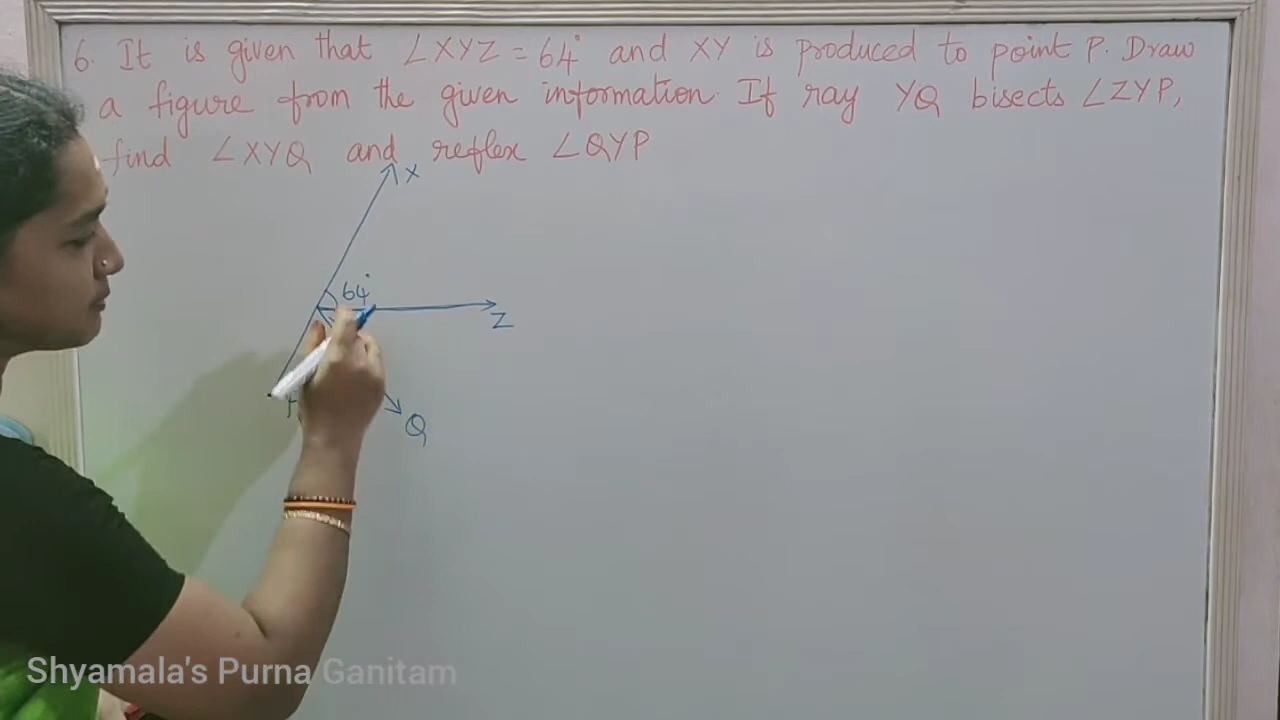 6. It is given that ∠XYZ = 64° and XY is produced to point P. Draw
a figure from the given information. If ray YQ bisects ∠ZYP,
find ∠XYQ and reflex ∠QYP
X
64°
Z
Q
Shyamala's Purna Ganitam